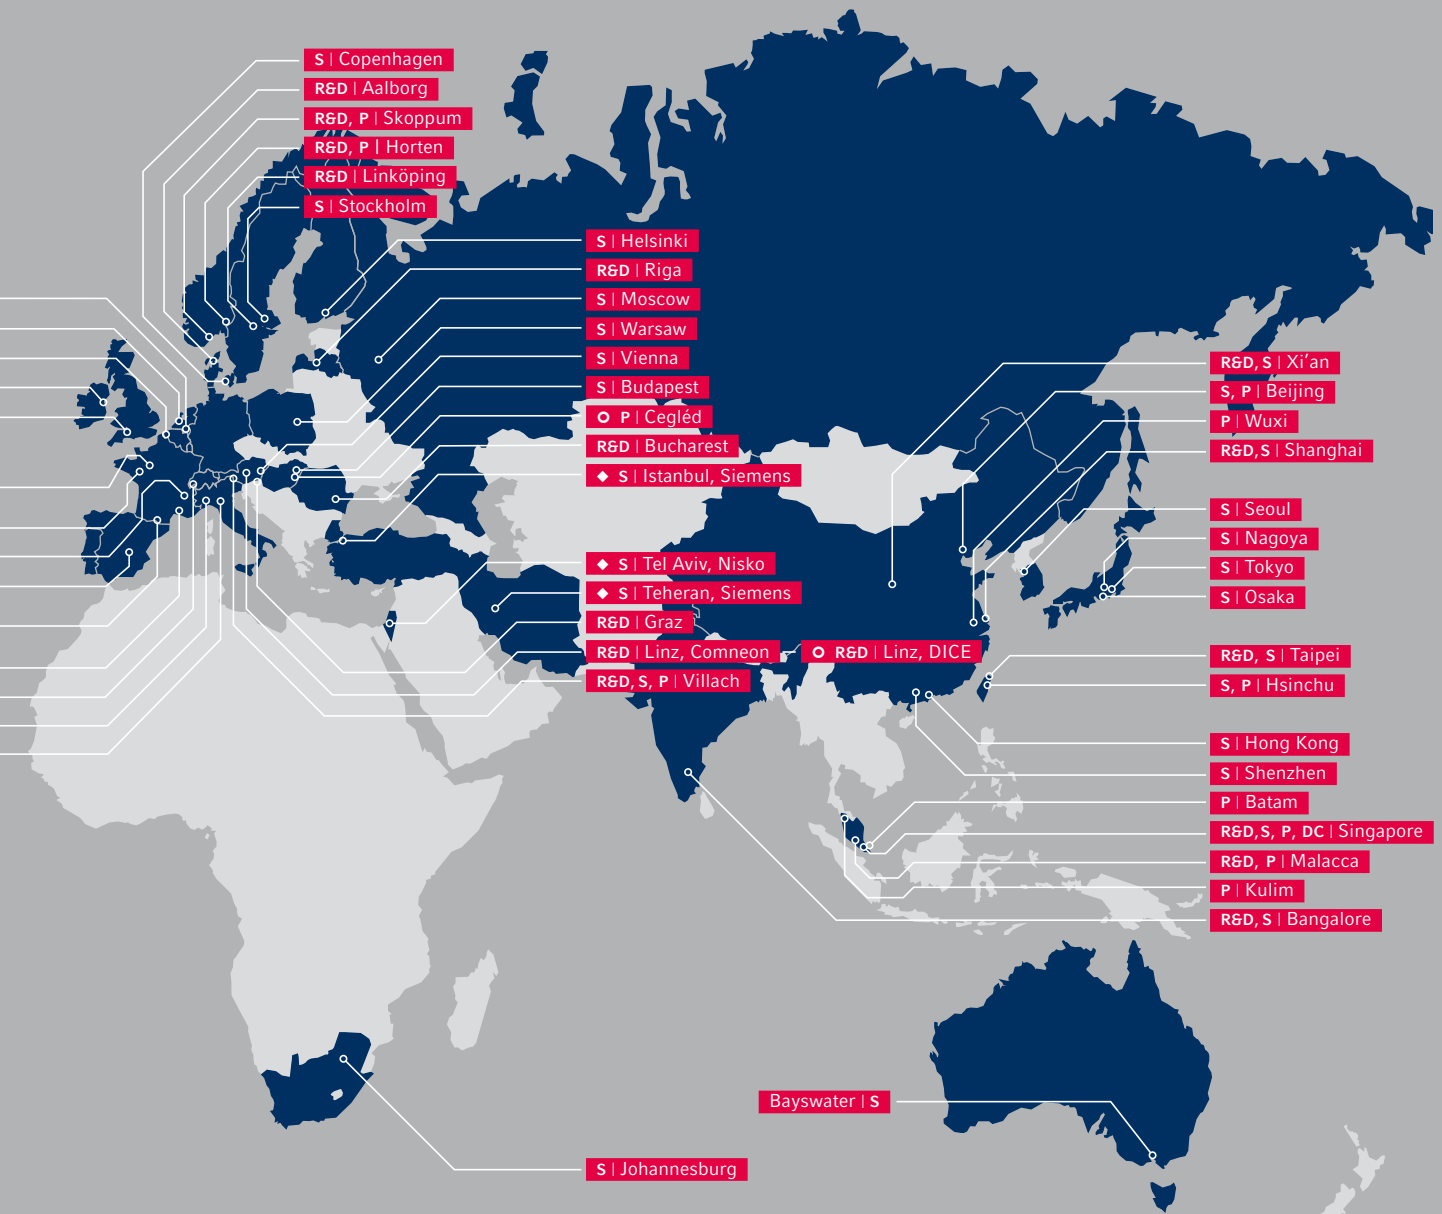 S | Copenhagen
R&D | Aalborg
R&D, P | Skoppum
R&D, P | Horten
R&D | Linköping
S | Stockholm
S | Helsinki
R&D | Riga
S | Moscow
S | Warsaw
S | Vienna
S | Budapest
P | Cegléd
R&D | Bucharest
◆ S | Istanbul, Siemens
◆ S | Tel Aviv, Nisko
◆ S | Teheran, Siemens
R&D | Graz
R&D | Linz, Comneon
R&D | Linz, DICE
R&D, S, P | Villach
R&D, S | Xi’an
S, P | Beijing
P | Wuxi
R&D, S | Shanghai
S | Seoul
S | Nagoya
S | Tokyo
S | Osaka
R&D, S | Taipei
S, P | Hsinchu
S | Hong Kong
S | Shenzhen
P | Batam
R&D, S, P, DC | Singapore
R&D, P | Malacca
P | Kulim
R&D, S | Bangalore
Bayswater | S
S | Johannesburg